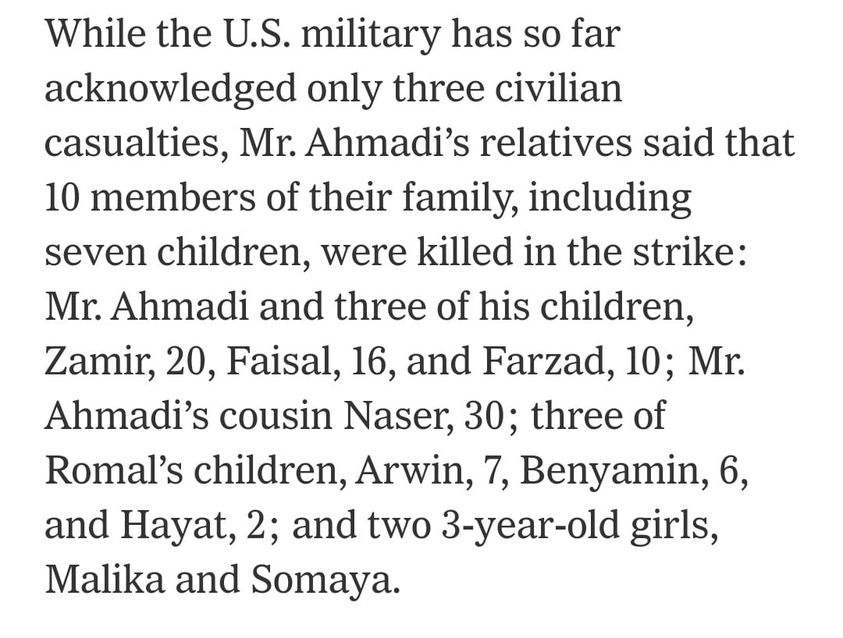 While the U.S. military has so far
acknowledged only three civilian
casualties, Mr. Ahmadi’s relatives said that
10 members of their family, including
seven children, were killed in the strike:
Mr. Ahmadi and three of his children,
Zamir, 20, Faisal, 16, and Farzad, 10; Mr.
Ahmadi’s cousin Naser, 30; three of
Romal’s children, Arwin, 7, Benyamin, 6,
and Hayat, 2; and two 3-year-old girls,
Malika and Somaya.